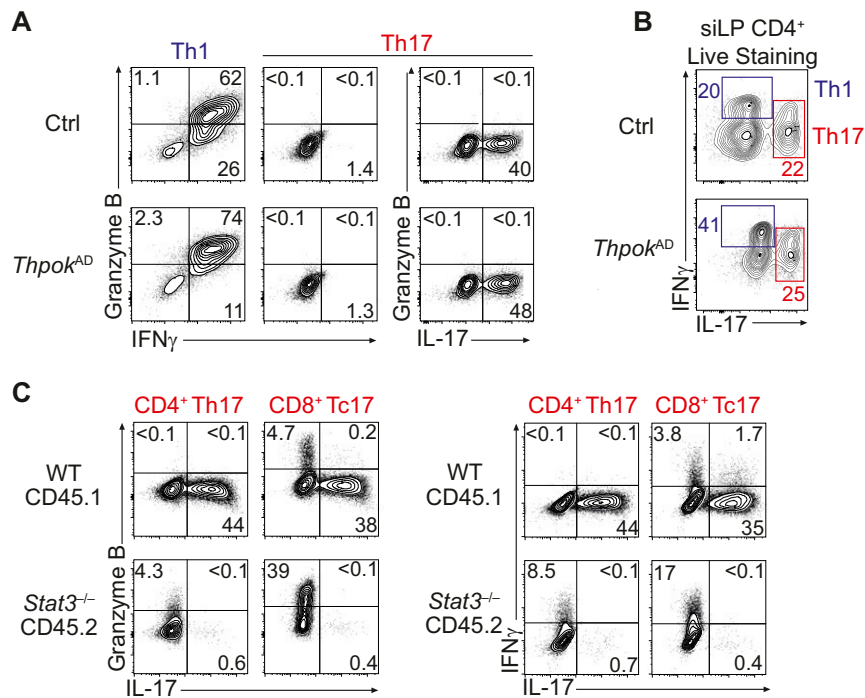 A
Th1
Th17
Ctrl
1.1 62
26
<0.1 <0.1
1.4
<0.1 <0.1
40
ThpokAD
2.3 74
11
<0.1 <0.1
1.3
<0.1 <0.1
48
Granzyme B
Granzyme B
IFNγ
IL-17
B
siLP CD4+
Live Staining
Ctrl
20
Th1
Th17
22
ThpokAD
41
25
IFNγ
IL-17
C
CD4+ Th17
CD8+ Tc17
WT
CD45.1
<0.1 <0.1
44
4.7 0.2
38
Stat3–/–
CD45.2
4.3 <0.1
0.6
39 <0.1
0.4
Granzyme B
IL-17
CD4+ Th17
CD8+ Tc17
WT
CD45.1
<0.1 <0.1
44
3.8 1.7
35
Stat3–/–
CD45.2
8.5 <0.1
0.7
17 <0.1
0.4
IFNγ
IL-17